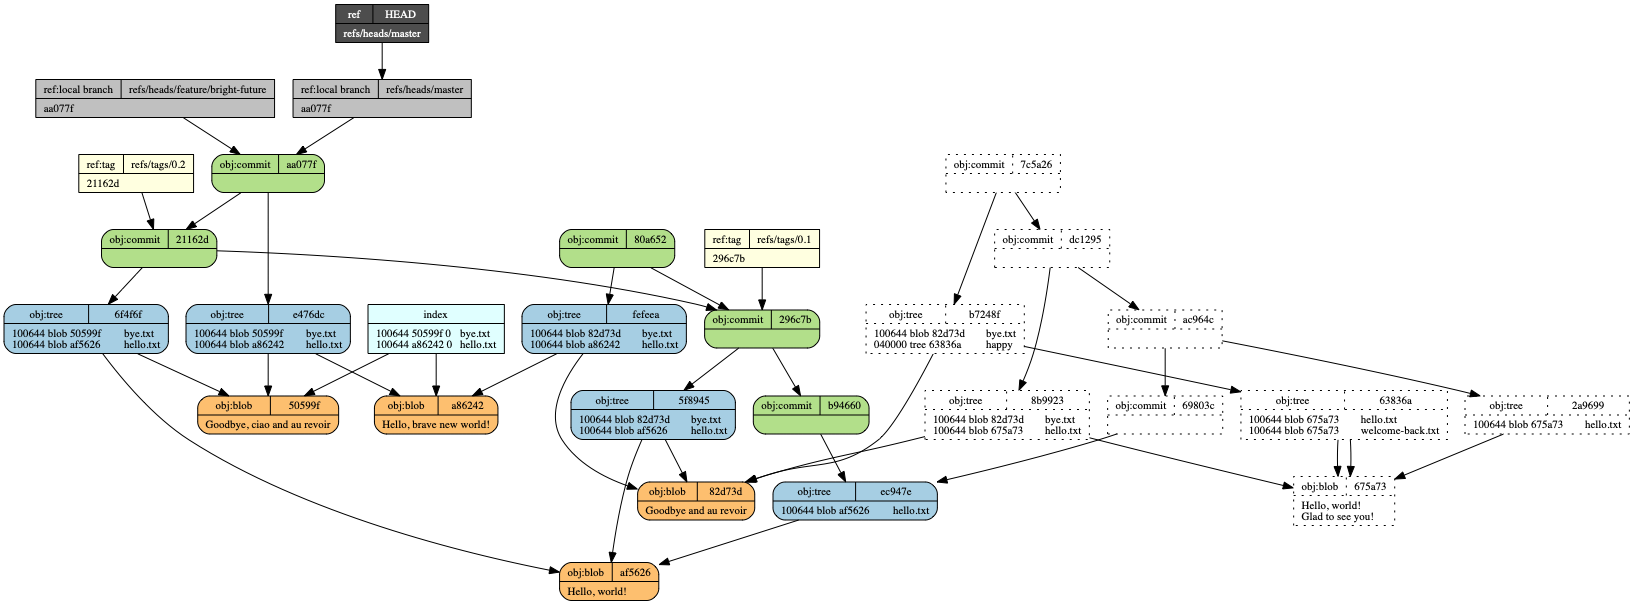 ref HEAD
refs/heads/master
ref:local branch refs/heads/feature/bright-future
aa077f
ref:local branch refs/heads/master
aa077f
ref:tag refs/tags/0.2
21162d
obj:commit aa077f
obj:commit 7c5a26
obj:commit 21162d
obj:commit 80a652
ref:tag refs/tags/0.1
296c7b
obj:commit dc1295
obj:tree 6f4f6f
100644 blob 50599f bye.txt
100644 blob af5626 hello.txt
obj:tree e476dc
100644 blob 50599f bye.txt
100644 blob a86242 hello.txt
index
100644 50599f 0 bye.txt
100644 a86242 0 hello.txt
obj:tree fefeea
100644 blob 82d73d bye.txt
100644 blob a86242 hello.txt
obj:commit 296c7b
obj:tree b7248f
100644 blob 82d73d bye.txt
040000 tree 63836a happy
obj:commit ac964c
obj:blob 50599f
Goodbye, ciao and au revoir
obj:blob a86242
Hello, brave new world!
obj:tree 5f8945
100644 blob 82d73d bye.txt
100644 blob af5626 hello.txt
obj:commit b94660
obj:tree 8b9923
100644 blob 82d73d bye.txt
100644 blob 675a73 hello.txt
obj:commit 69803c
obj:tree 63836a
100644 blob 675a73 hello.txt
100644 blob 675a73 welcome-back.txt
obj:tree 2a9699
100644 blob 675a73 hello.txt
obj:blob 82d73d
Goodbye and au revoir
obj:tree ec947e
100644 blob af5626 hello.txt
obj:blob 675a73
Hello, world!
Glad to see you!
obj:blob af5626
Hello, world!